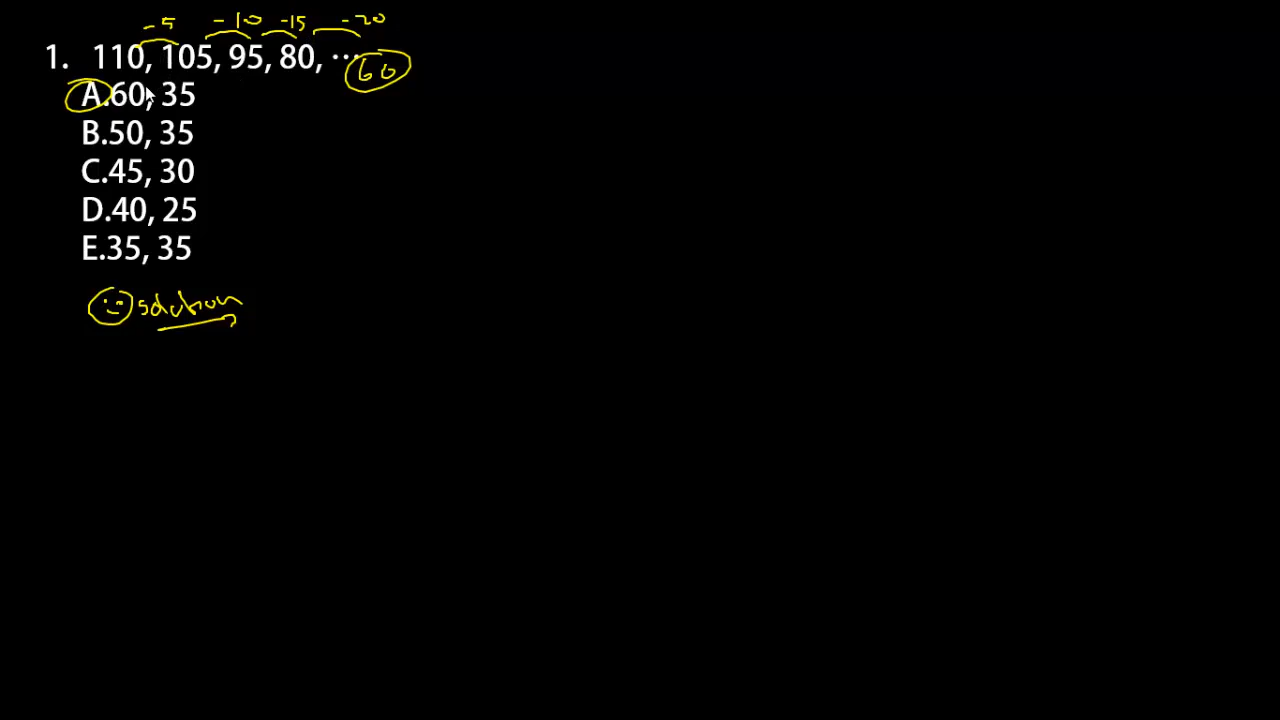 -5 -10 -15 -20
1. 110, 105, 95, 80, ...
60
A.60, 35
B.50, 35
C.45, 30
D.40, 25
E.35, 35
solution